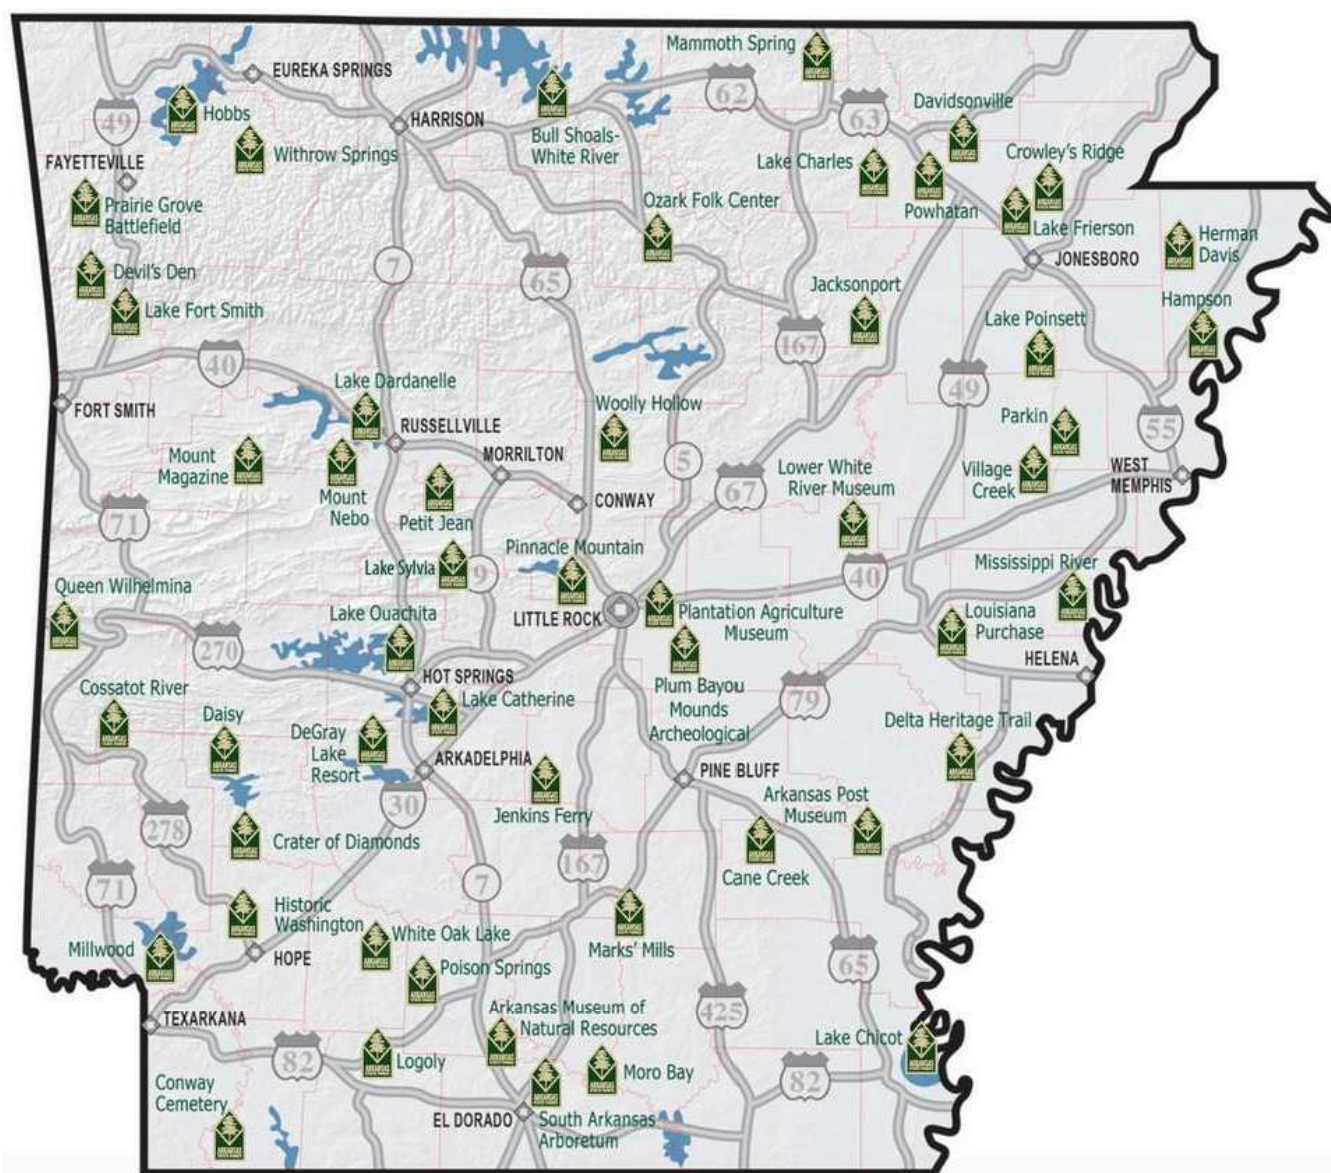 Mammoth Spring
EUREKA SPRINGS
62
Hobbs
49
HARRISON
63
Davidsonville
Bull Shoals-
White River
FAYETTEVILLE
Withrow Springs
Lake Charles
Crowley's Ridge
Prairie Grove
Battlefield
Ozark Folk Center
Powhatan
Lake Frierson
Herman
Davis
Devil's Den
7
65
JONESBORO
Lake Fort Smith
Jacksonport
Hampson
Lake Poinsett
40
167
Lake Dardanelle
49
FORT SMITH
Woolly Hollow
RUSSELLVILLE
Parkin
55
Mount
Magazine
MORRILTON
5
Lower White
River Museum
Village
Creek
WEST
MEMPHIS
Mount
Nebo
Petit Jean
CONWAY
67
71
Pinnacle Mountain
Lake Sylvia
9
40
Mississippi River
Queen Wilhelmina
Lake Ouachita
LITTLE ROCK
Plantation Agriculture
Museum
Louisiana
Purchase
270
HELENA
HOT SPRINGS
Plum Bayou
Mounds
Archeological
79
Cossatot River
Daisy
Lake Catherine
DeGray
Lake
Resort
Delta Heritage Trail
ARKADELPHIA
PINE BLUFF
30
Jenkins Ferry
Arkansas Post
Museum
278
Crater of Diamonds
167
Cane Creek
71
7
Historic
Washington
White Oak Lake
Marks' Mills
Millwood
HOPE
Poison Springs
65
TEXARKANA
Arkansas Museum of
Natural Resources
425
Lake Chicot
82
Logoly
Moro Bay
82
Conway
Cemetery
EL DORADO
South Arkansas
Arboretum